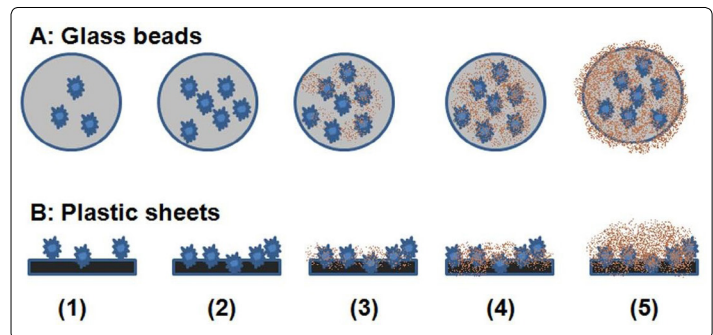 A: Glass beads
B: Plastic sheets
(1) (2) (3) (4) (5)